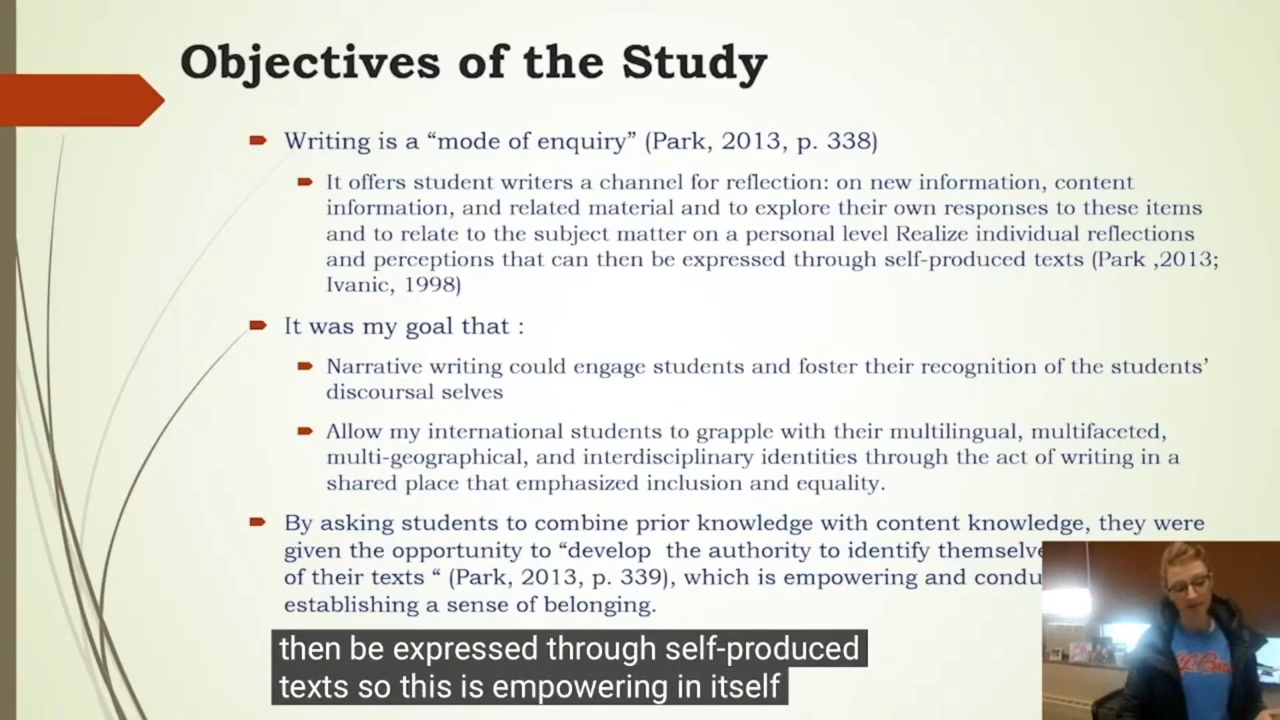 Objectives of the Study
Writing is a “mode of enquiry” (Park, 2013, p. 338)
It offers student writers a channel for reflection: on new information, content
information, and related material and to explore their own responses to these items
and to relate to the subject matter on a personal level Realize individual reflections
and perceptions that can then be expressed through self-produced texts (Park ,2013;
Ivanic, 1998)
It was my goal that :
Narrative writing could engage students and foster their recognition of the students’
discoursal selves
Allow my international students to grapple with their multilingual, multifaceted,
multi-geographical, and interdisciplinary identities through the act of writing in a
shared place that emphasized inclusion and equality.
By asking students to combine prior knowledge with content knowledge, they were
given the opportunity to “develop the authority to identify
of their texts “ (Park, 2013, p. 339), which is empowering and
establishing a sense of belonging.
then be expressed through self-produced
texts so this is empowering in itself